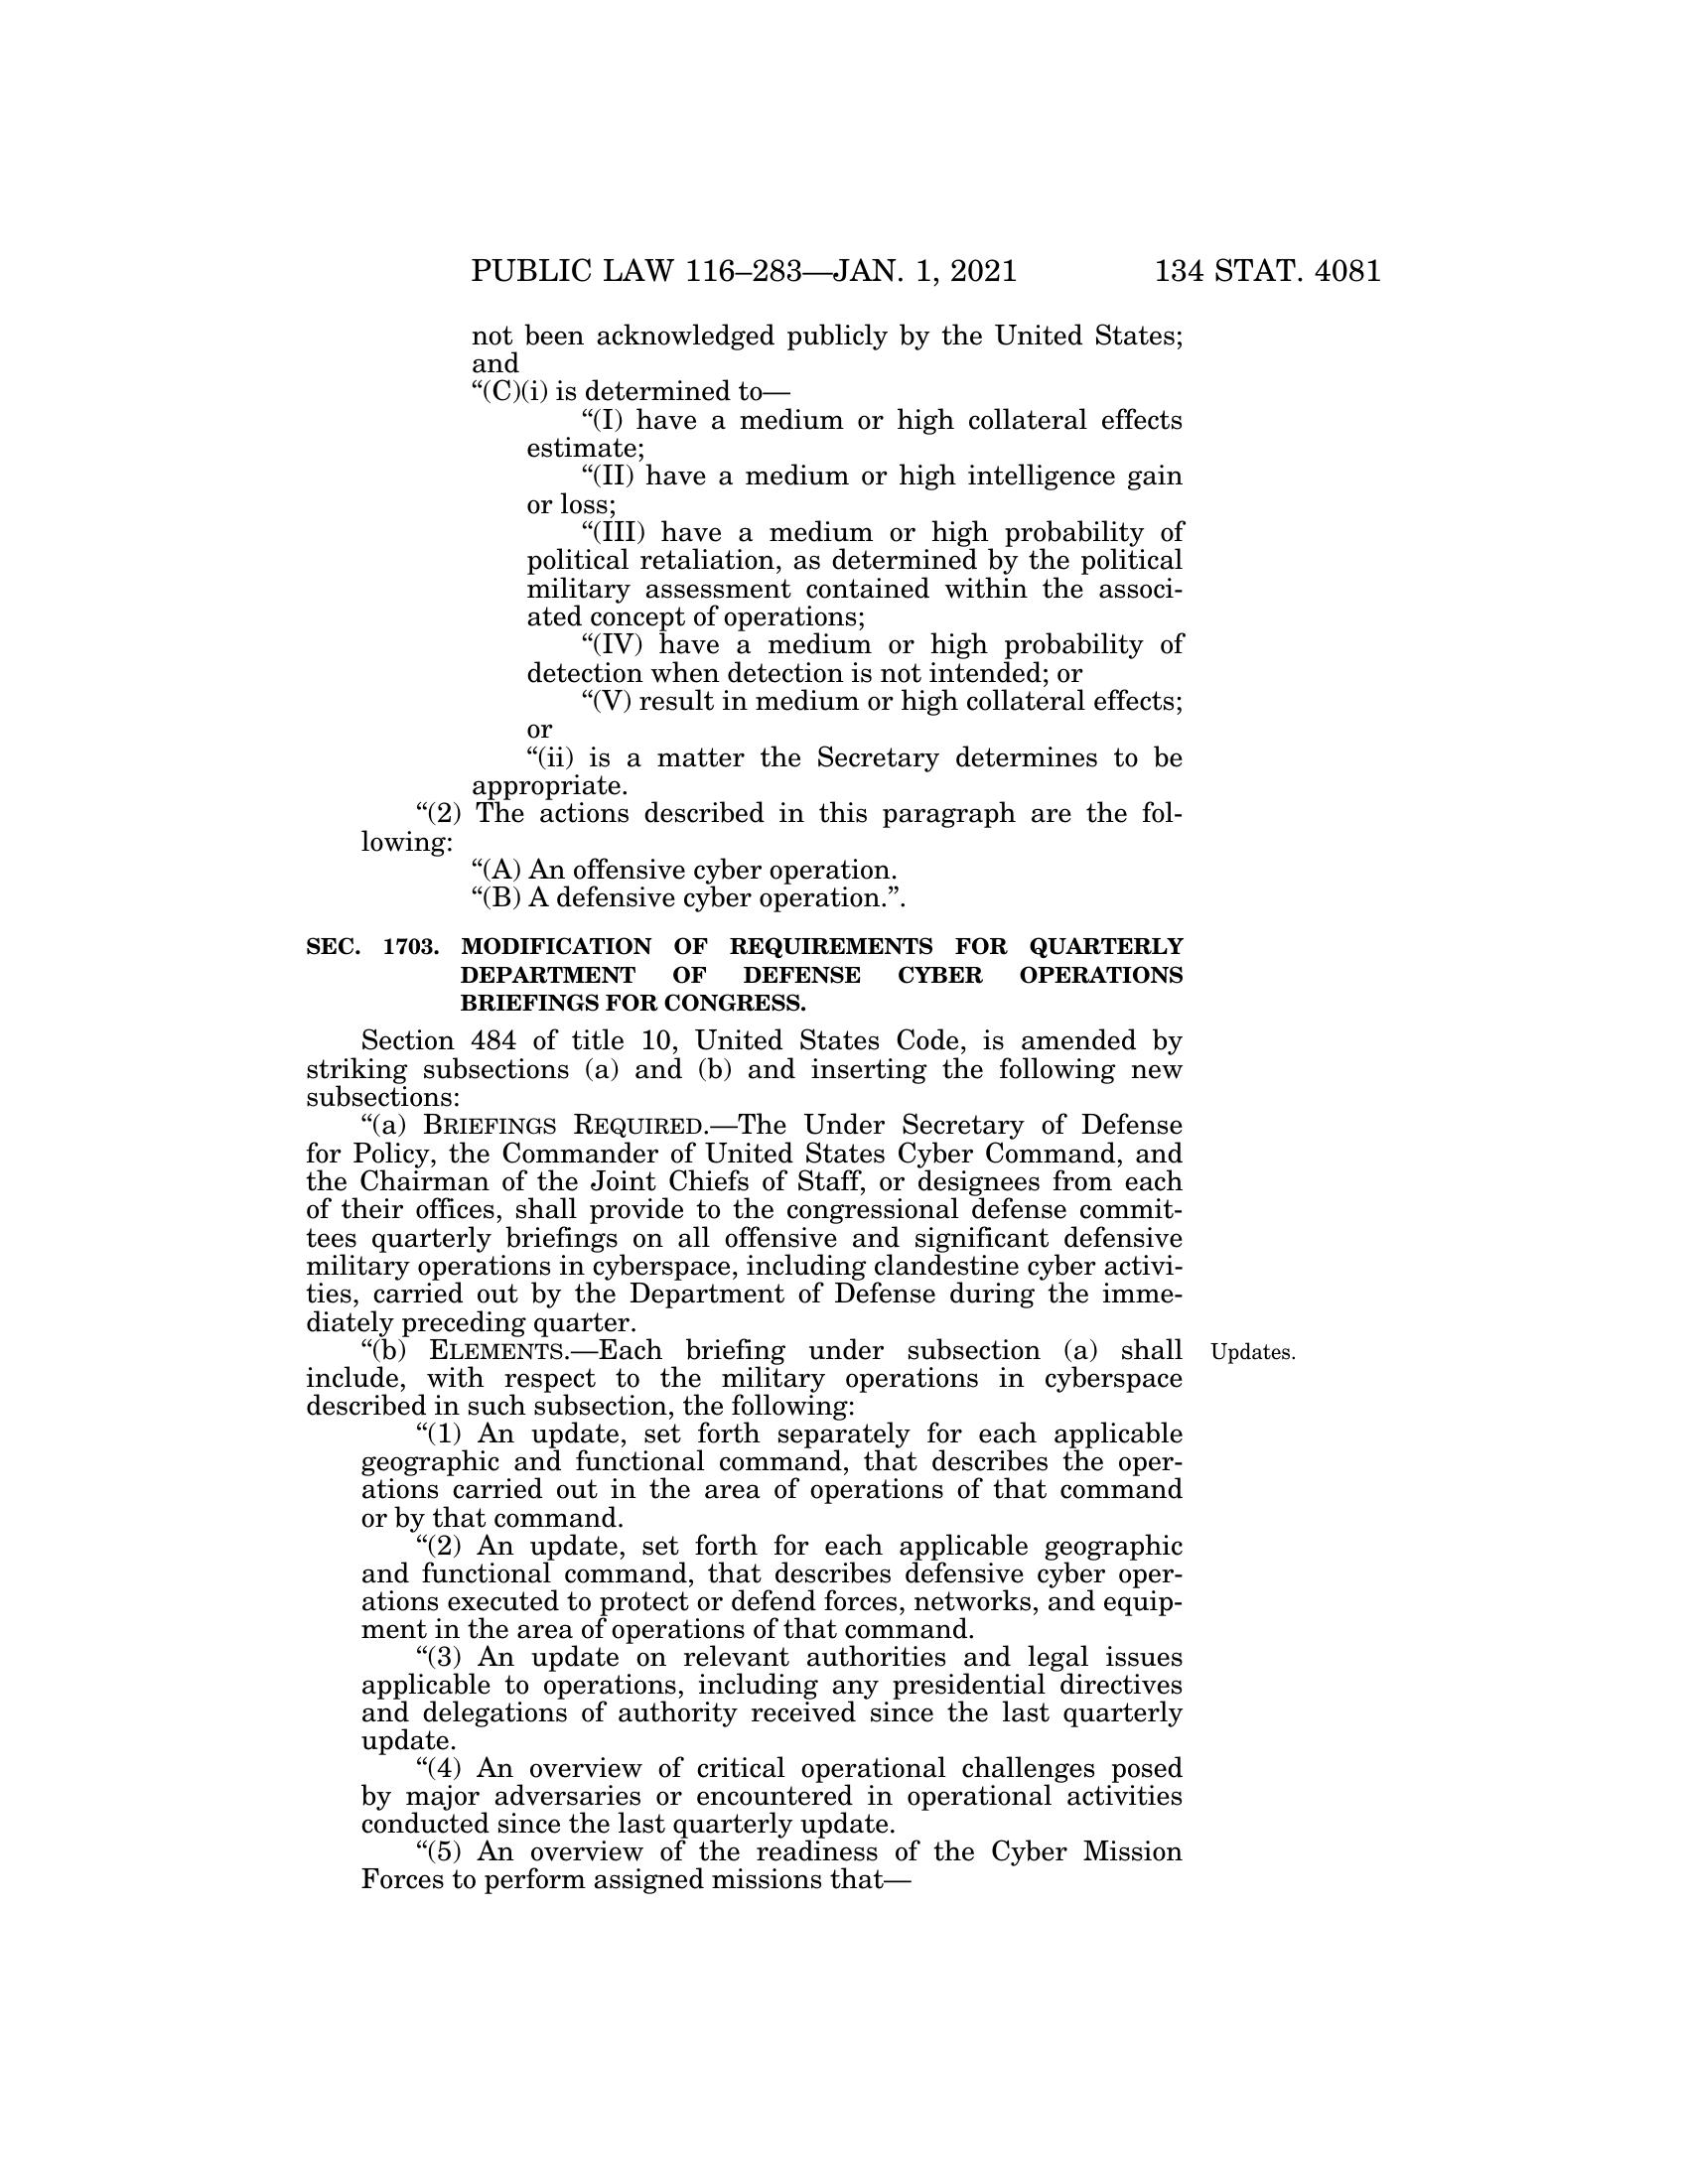 PUBLIC LAW 116–283—JAN. 1, 2021 134 STAT. 4081
not been acknowledged publicly by the United States;
and
“(C)(i) is determined to—
“(I) have a medium or high collateral effects
estimate;
“(II) have a medium or high intelligence gain
or loss;
“(III) have a medium or high probability of
political retaliation, as determined by the political
military assessment contained within the associ-
ated concept of operations;
“(IV) have a medium or high probability of
detection when detection is not intended; or
“(V) result in medium or high collateral effects;
or
“(ii) is a matter the Secretary determines to be
appropriate.
“(2) The actions described in this paragraph are the fol-
lowing:
“(A) An offensive cyber operation.
“(B) A defensive cyber operation.”.
SEC. 1703. MODIFICATION OF REQUIREMENTS FOR QUARTERLY
DEPARTMENT OF DEFENSE CYBER OPERATIONS
BRIEFINGS FOR CONGRESS.
Section 484 of title 10, United States Code, is amended by
striking subsections (a) and (b) and inserting the following new
subsections:
“(a) BRIEFINGS REQUIRED.—The Under Secretary of Defense
for Policy, the Commander of United States Cyber Command, and
the Chairman of the Joint Chiefs of Staff, or designees from each
of their offices, shall provide to the congressional defense commit-
tees quarterly briefings on all offensive and significant defensive
military operations in cyberspace, including clandestine cyber activi-
ties, carried out by the Department of Defense during the imme-
diately preceding quarter.
“(b) ELEMENTS.—Each briefing under subsection (a) shall Updates.
include, with respect to the military operations in cyberspace
described in such subsection, the following:
“(1) An update, set forth separately for each applicable
geographic and functional command, that describes the oper-
ations carried out in the area of operations of that command
or by that command.
“(2) An update, set forth for each applicable geographic
and functional command, that describes defensive cyber oper-
ations executed to protect or defend forces, networks, and equip-
ment in the area of operations of that command.
“(3) An update on relevant authorities and legal issues
applicable to operations, including any presidential directives
and delegations of authority received since the last quarterly
update.
“(4) An overview of critical operational challenges posed
by major adversaries or encountered in operational activities
conducted since the last quarterly update.
“(5) An overview of the readiness of the Cyber Mission
Forces to perform assigned missions that—